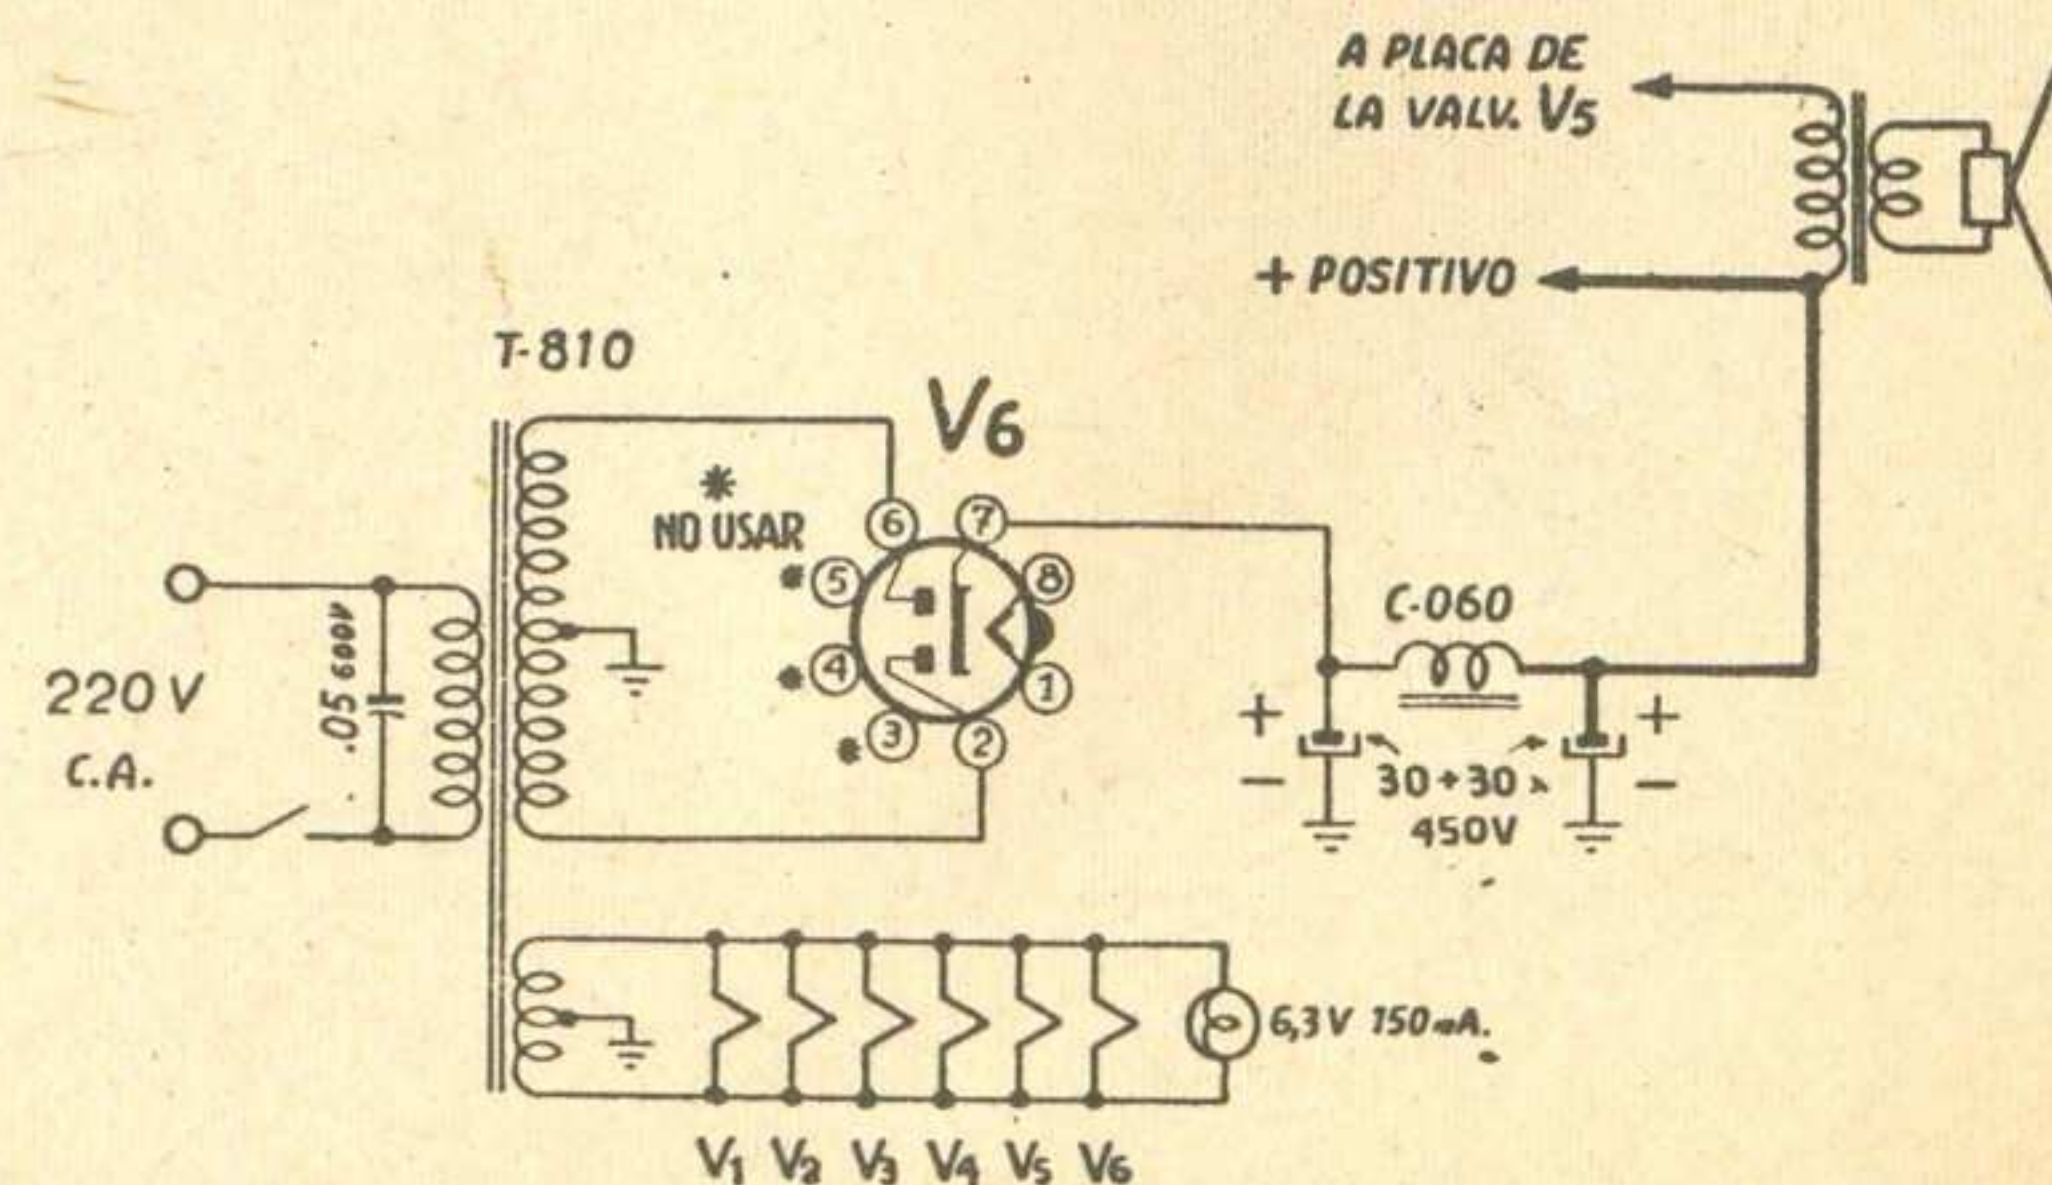 A PLACA DE
LA VALV. V5
+ POSITIVO
T-810
V6
*
NO USAR
6 7
* 5 8
* 4 1
* 3 2
220 V
C.A.
.05 600V
C-060
+ +
- -
30+30
450V
6,3V 150mA.
V1 V2 V3 V4 V5 V6